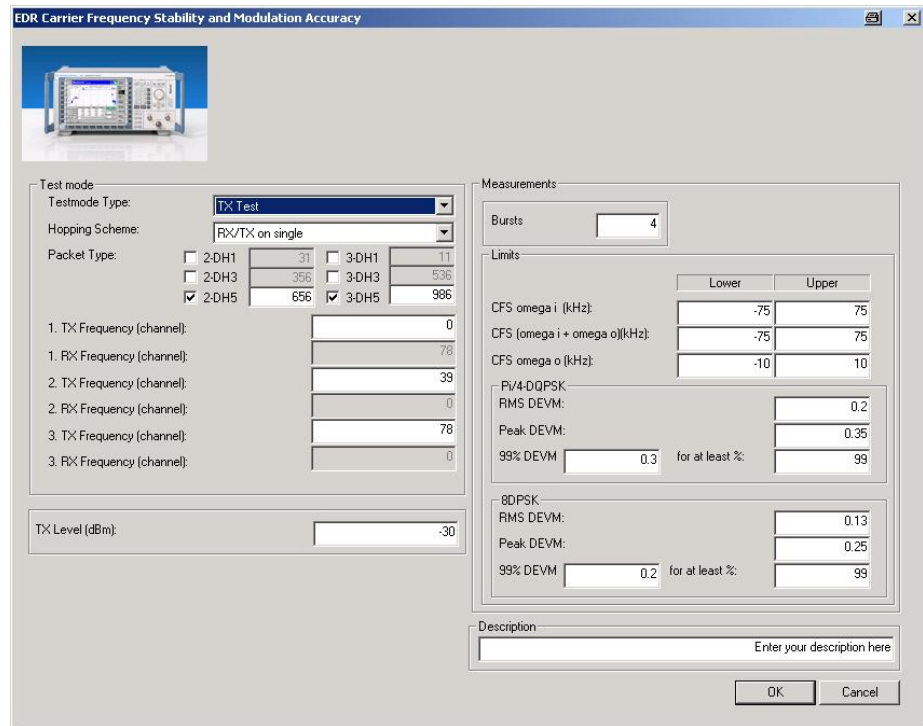 EDR Carrier Frequency Stability and Modulation Accuracy
Test mode
Testmode Type: TX Test
Hopping Scheme: RX/TX on single
Packet Type: 2-DH1 31 3-DH1 11
2-DH3 356 3-DH3 536
2-DH5 656 3-DH5 986
1. TX Frequency (channel): 0
1. RX Frequency (channel): 78
2. TX Frequency (channel): 39
2. RX Frequency (channel): 0
3. TX Frequency (channel): 78
3. RX Frequency (channel): 0
TX Level (dBm): -30
Measurements
Bursts 4
Limits
Lower Upper
CFS omega i (kHz): -75 75
CFS (omega i + omega o)(kHz): -75 75
CFS omega o (kHz): -10 10
Pi/4-DQPSK
RMS DEVM: 0.2
Peak DEVM: 0.35
99% DEVM 0.3 for at least %: 99
8DPSK
RMS DEVM: 0.13
Peak DEVM: 0.25
99% DEVM 0.2 for at least %: 99
Description
Enter your description here
OK Cancel